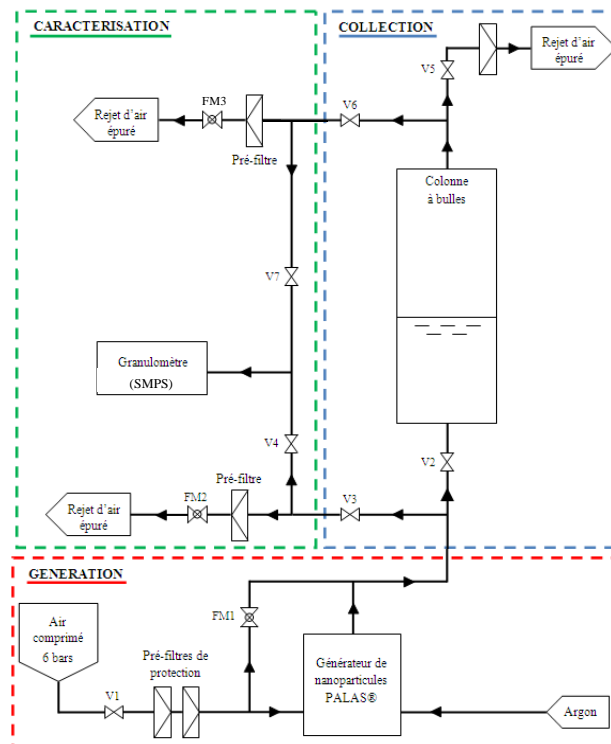 CARACTERISATION
COLLECTION
V5
Rejet d'air
épuré
Rejet d'air
épuré
FM3
Pré-filtre
V6
Colonne
à bulles
V7
Granulomètre
(SMPS)
V4
V2
Pré-filtre
Rejet d'air
épuré
FM2
V3
GENERATION
Air
comprimé
6 bars
V1
Pré-filtres de
protection
FM1
Générateur de
nanoparticules
PALAS®
Argon